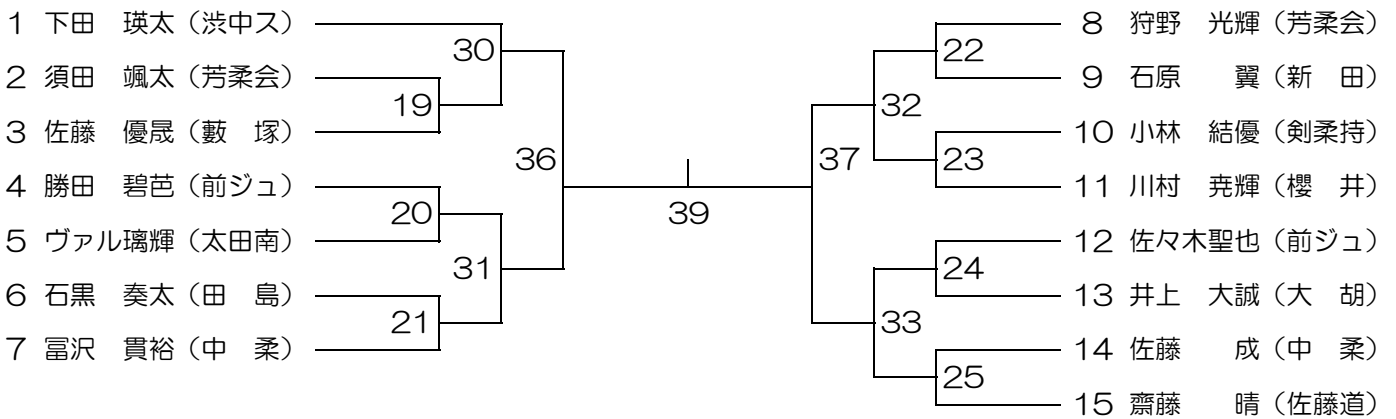 1 下田 瑛太（渋中ス）
2 須田 颯太（芳柔会）
3 佐藤 優晟（藪 塚）
4 勝田 碧芭（前ジュ）
5 ヴァル璃輝（太田南）
6 石黒 奏太（田 島）
7 冨沢 貫裕（中 柔）
30
19
20
31
21
36
39
37
32
22
23
24
33
25
8 狩野 光輝（芳柔会）
9 石原 翼（新 田）
10 小林 結優（剣柔持）
11 川村 尭輝（櫻 井）
12 佐々木聖也（前ジュ）
13 井上 大誠（大 胡）
14 佐藤 成（中 柔）
15 齋藤 晴（佐藤道）